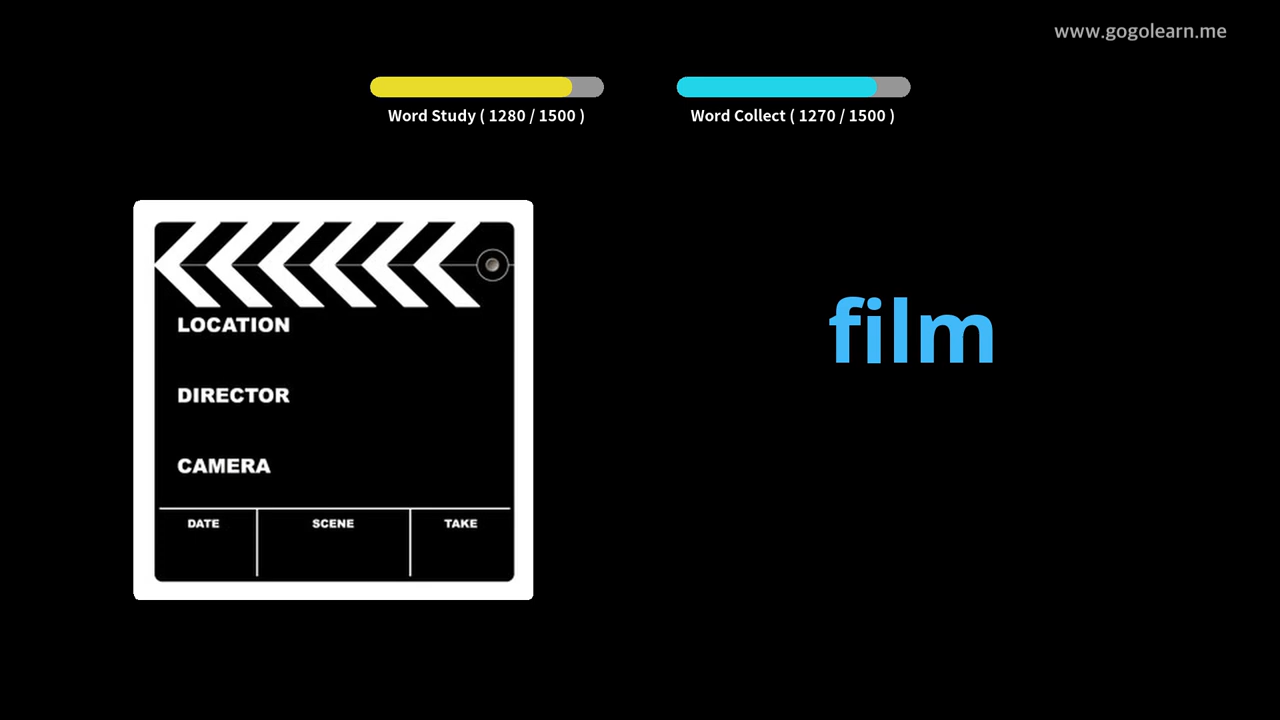 www.gogolearn.me
Word Study ( 1280 / 1500 )
Word Collect ( 1270 / 1500 )
LOCATION
DIRECTOR
CAMERA
DATE
SCENE
TAKE
film